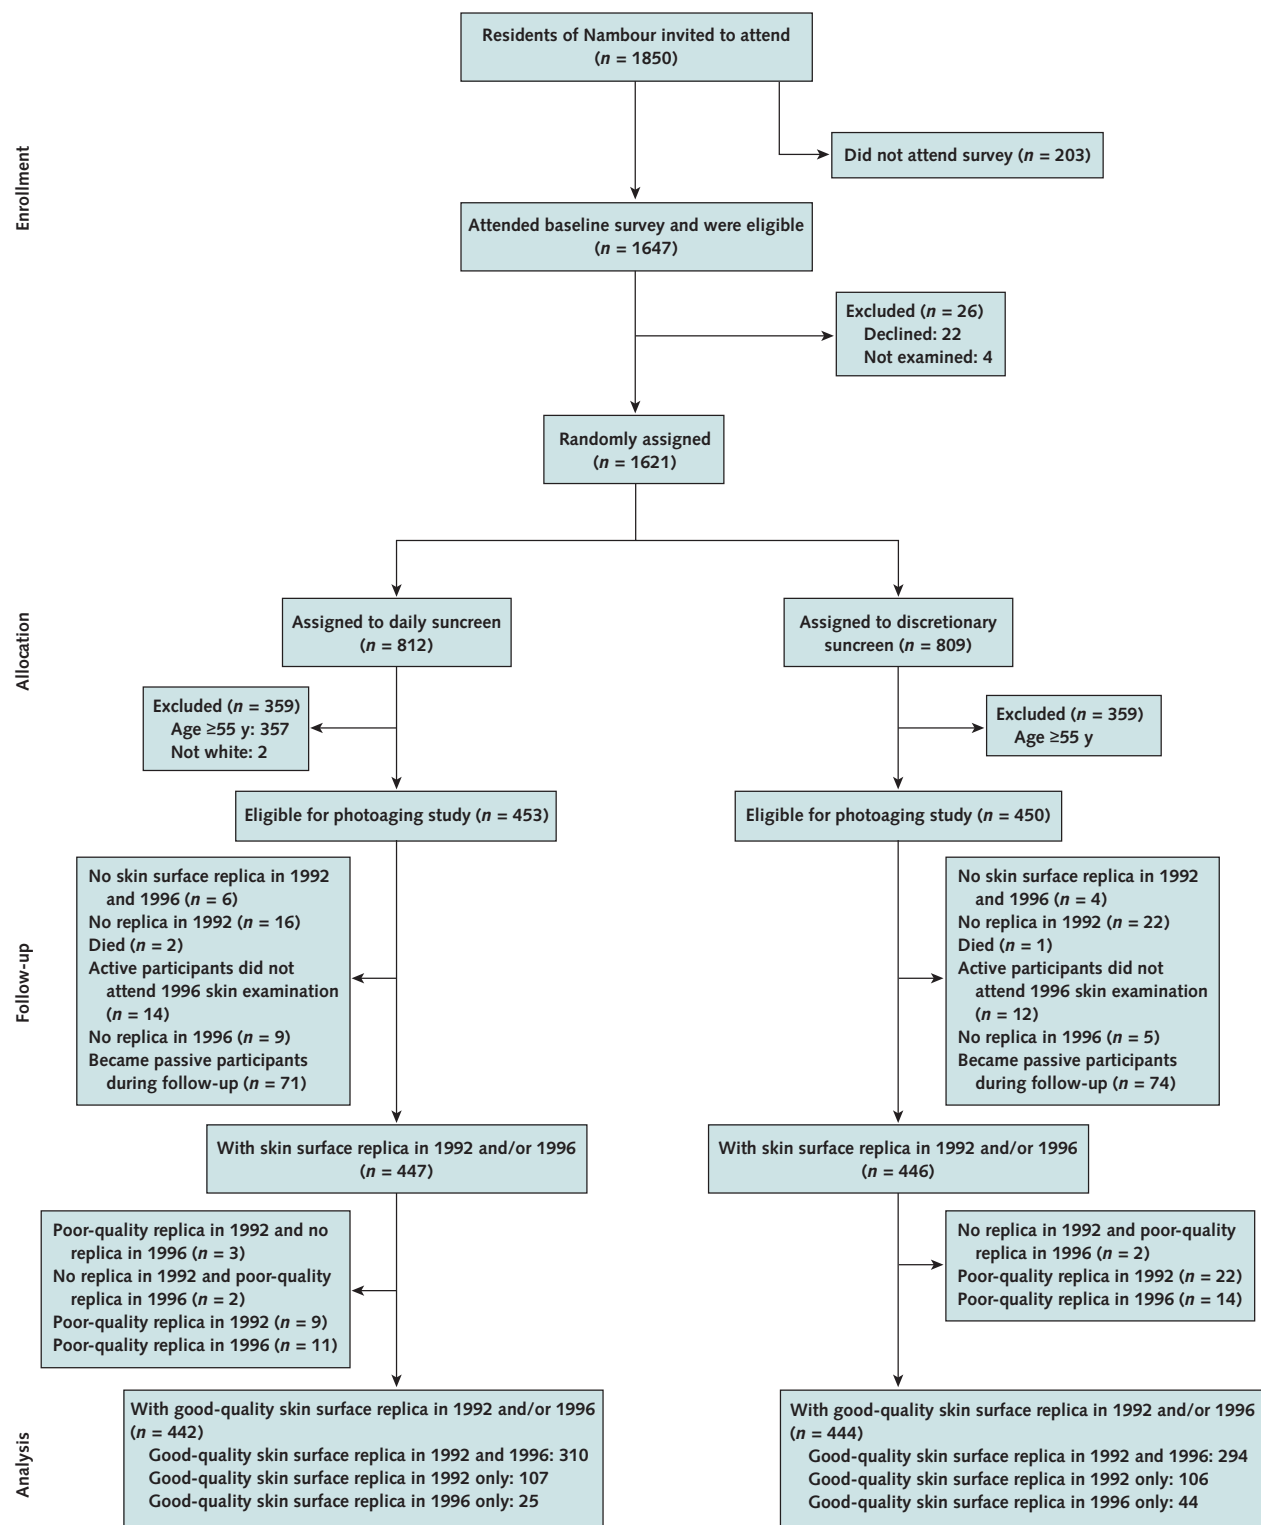 Residents of Nambour invited to attend
(n = 1850)
Enrollment
Did not attend survey (n = 203)
Attended baseline survey and were eligible
(n = 1647)
Excluded (n = 26)
Declined: 22
Not examined: 4
Randomly assigned
(n = 1621)
Allocation
Assigned to daily suncreen
(n = 812)
Assigned to discretionary
suncreen (n = 809)
Excluded (n = 359)
Age ≥55 y: 357
Not white: 2
Excluded (n = 359)
Age ≥55 y
Eligible for photoaging study (n = 453)
Eligible for photoaging study (n = 450)
Follow-up
No skin surface replica in 1992
and 1996 (n = 6)
No replica in 1992 (n = 16)
Died (n = 2)
Active participants did not
attend 1996 skin examination
(n = 14)
No replica in 1996 (n = 9)
Became passive participants
during follow-up (n = 71)
No skin surface replica in 1992
and 1996 (n = 4)
No replica in 1992 (n = 22)
Died (n = 1)
Active participants did not
attend 1996 skin examination
(n = 12)
No replica in 1996 (n = 5)
Became passive participants
during follow-up (n = 74)
With skin surface replica in 1992 and/or 1996
(n = 447)
With skin surface replica in 1992 and/or 1996
(n = 446)
Poor-quality replica in 1992 and no
replica in 1996 (n = 3)
No replica in 1992 and poor-quality
replica in 1996 (n = 2)
Poor-quality replica in 1992 (n = 9)
Poor-quality replica in 1996 (n = 11)
No replica in 1992 and poor-quality
replica in 1996 (n = 2)
Poor-quality replica in 1992 (n = 22)
Poor-quality replica in 1996 (n = 14)
Analysis
With good-quality skin surface replica in 1992 and/or 1996
(n = 442)
Good-quality skin surface replica in 1992 and 1996: 310
Good-quality skin surface replica in 1992 only: 107
Good-quality skin surface replica in 1996 only: 25
With good-quality skin surface replica in 1992 and/or 1996
(n = 444)
Good-quality skin surface replica in 1992 and 1996: 294
Good-quality skin surface replica in 1992 only: 106
Good-quality skin surface replica in 1996 only: 44